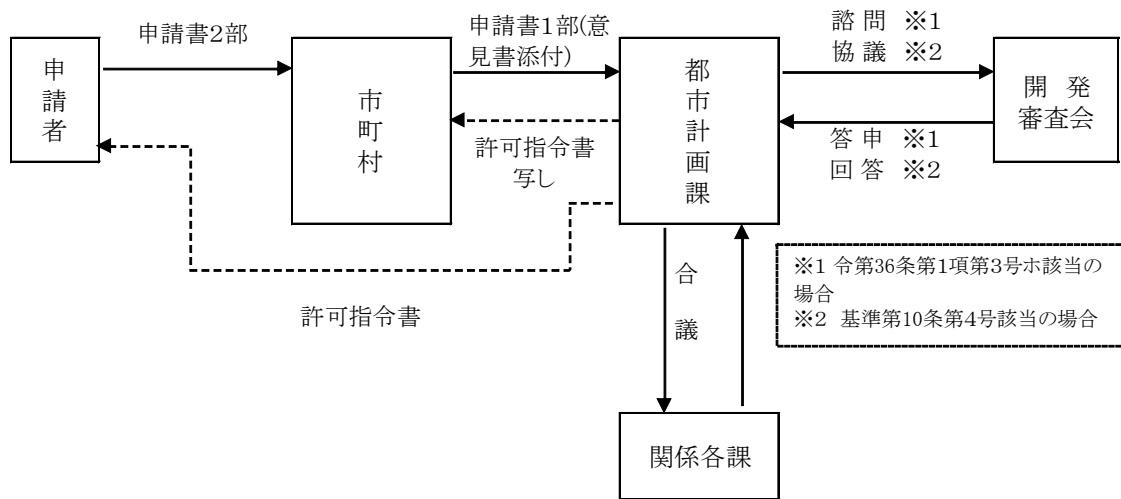 申請書2部
申請書1部(意
見書添付)
諮 問 ※1
協 議 ※2
申請者
市町村
都市計画課
開 発
審査会
許可指令書
写し
答 申 ※1
回 答 ※2
許可指令書
合議
※1 令第36条第1項第3号ホ該当の
場合
※2 基準第10条第4号該当の場合
関係各課